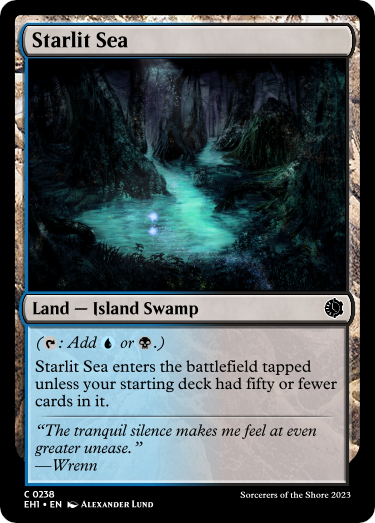 Starlit Sea
Land — Island Swamp
(: Add or .)
Starlit Sea enters the battlefield tapped
unless your starting deck had fifty or fewer
cards in it.
“The tranquil silence makes me feel at even
greater unease.”
—Wrenn
C 0238
EH1 • EN Alexander Lund
Sorcerers of the Shore 2023